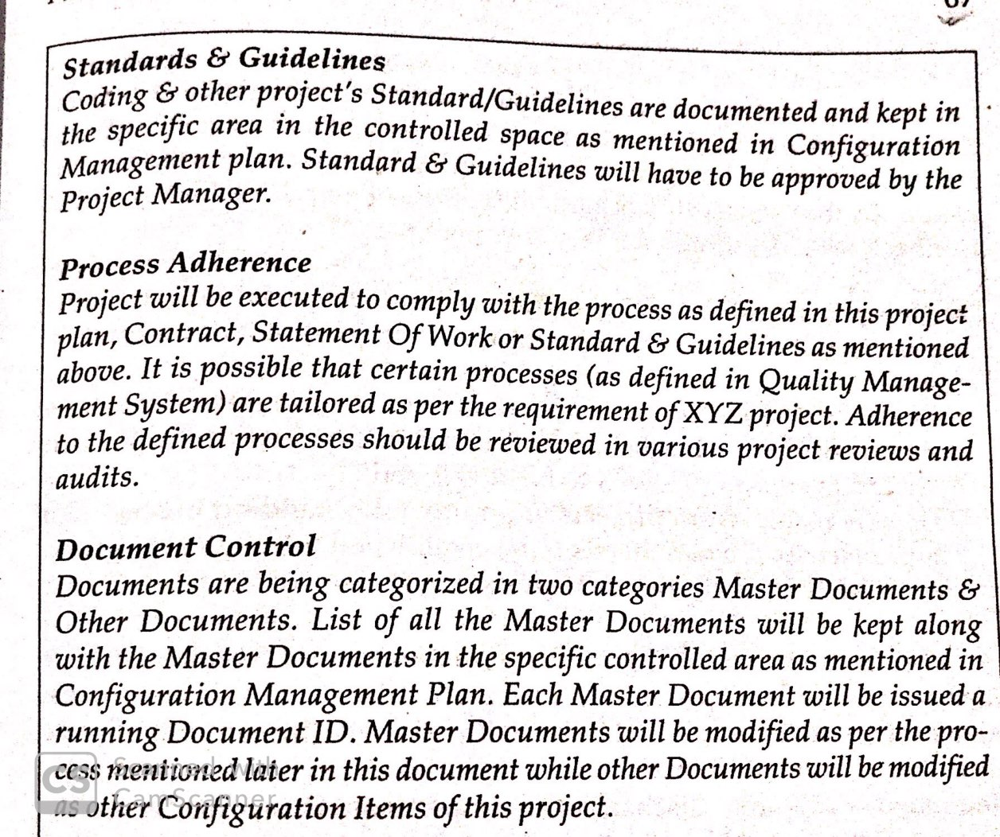 Standards & Guidelines
Coding & other project's Standard/Guidelines are documented and kept in
the specific area in the controlled space as mentioned in Configuration
Management plan. Standard & Guidelines will have to be approved by the
Project Manager.
Process Adherence
Project will be executed to comply with the process as defined in this project
plan, Contract, Statement Of Work or Standard & Guidelines as mentioned
above. It is possible that certain processes (as defined in Quality Manage-
ment System) are tailored as per the requirement of XYZ project. Adherence
to the defined processes should be reviewed in various project reviews and
audits.
Document Control
Documents are being categorized in two categories Master Documents &
Other Documents. List of all the Master Documents will be kept along
with the Master Documents in the specific controlled area as mentioned in
Configuration Management Plan. Each Master Document will be issued a
running Document ID. Master Documents will be modified as per the pro-
cess mentioned later in this document while other Documents will be modified
as other Configuration Items of this project.
CS Scanned with
CamScanner